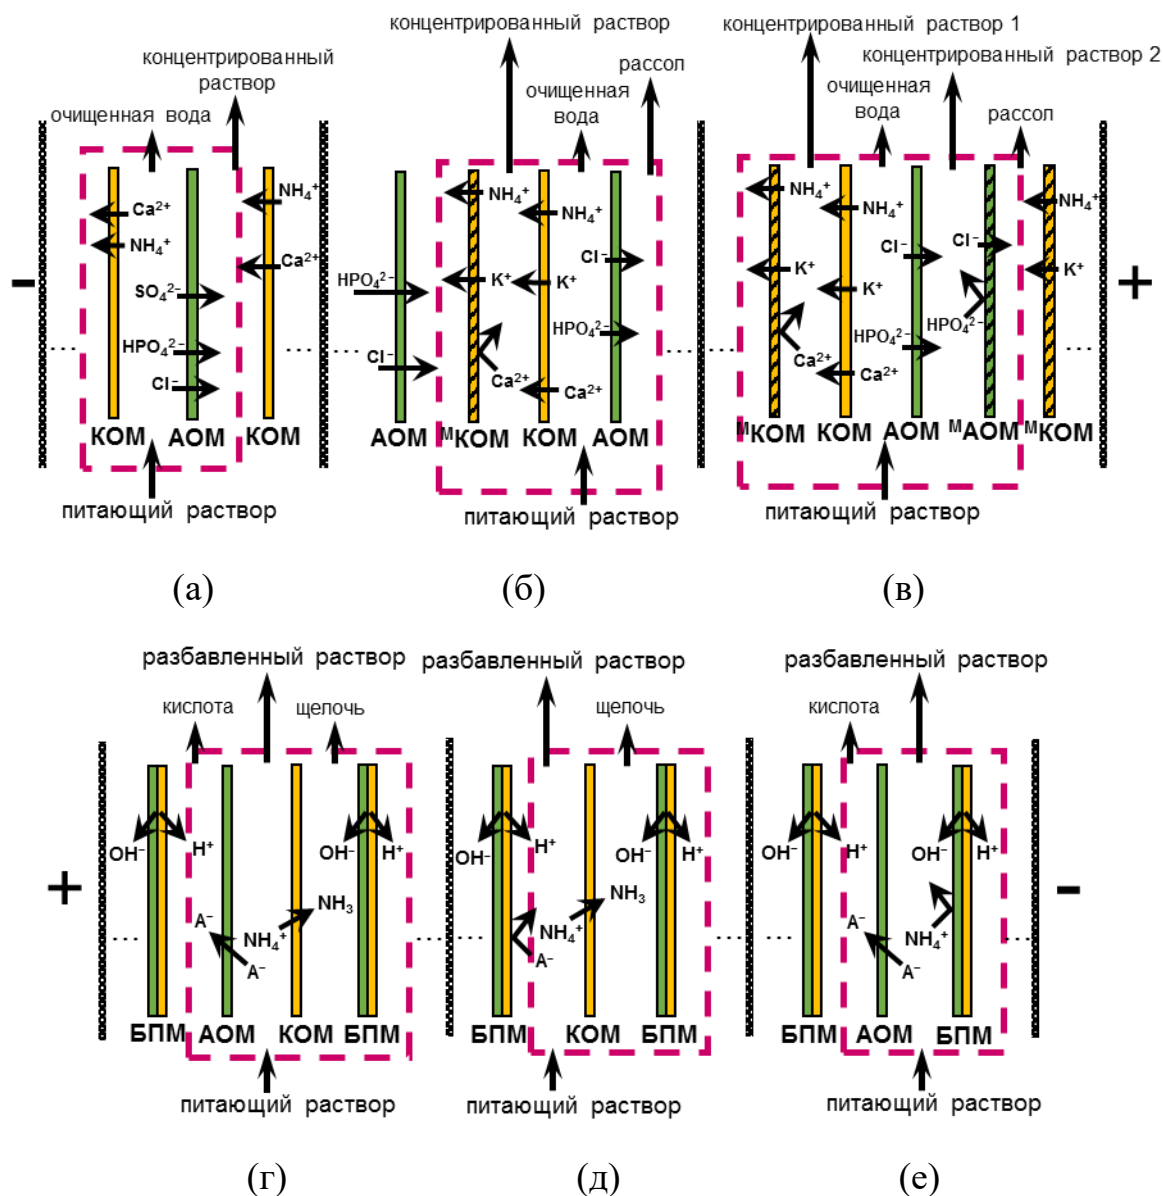 концентрированный
раствор
очищенная вода
Ca²⁺
NH₄⁺
SO₄²⁻
HPO₄²⁻
Cl⁻
NH₄⁺
Ca²⁺
−
КОМ АОМ КОМ
питающий раствор
(а)
концентрированный раствор
рассол
очищенная
вода
NH₄⁺
NH₄⁺
Cl⁻
HPO₄²⁻
K⁺
K⁺
HPO₄²⁻
Cl⁻
Ca²⁺
Ca²⁺
АОМ ᴹКОМ КОМ АОМ
питающий раствор
(б)
концентрированный раствор 1
концентрированный раствор 2
очищенная
вода
рассол
NH₄⁺
NH₄⁺
NH₄⁺
Cl⁻
Cl⁻
K⁺
K⁺
K⁺
HPO₄²⁻
HPO₄²⁻
Ca²⁺
Ca²⁺
+
ᴹКОМ КОМ АОМ ᴹАОМ ᴹКОМ
питающий раствор
(в)
разбавленный раствор
кислота
щелочь
OH⁻
H⁺
OH⁻
H⁺
NH₃
A⁻
NH₄⁺
A⁻
+
БПМ АОМ КОМ БПМ
питающий раствор
(г)
разбавленный раствор
щелочь
OH⁻
H⁺
OH⁻
H⁺
NH₃
NH₄⁺
A⁻
БПМ КОМ БПМ
питающий раствор
(д)
разбавленный раствор
кислота
OH⁻
H⁺
OH⁻
H⁺
A⁻
NH₄⁺
A⁻
−
БПМ АОМ БПМ
питающий раствор
(е)